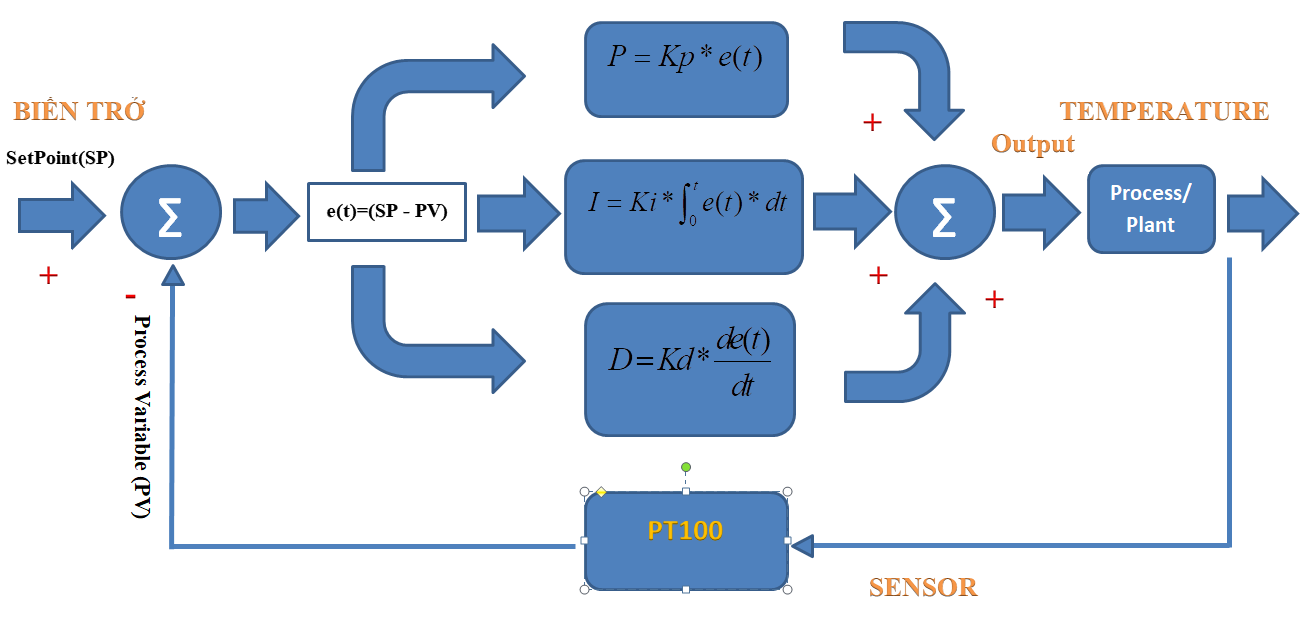 P = Kp * e(t)
BIẾN TRỞ
TEMPERATURE
+
Output
SetPoint(SP)
Process/
Plant
Σ
e(t)=(SP - PV)
I = Ki * ∫₀ᵗ e(t) * dt
Σ
+
+
-
+
Process Variable (PV)
D = Kd * de(t)/dt
PT100
SENSOR